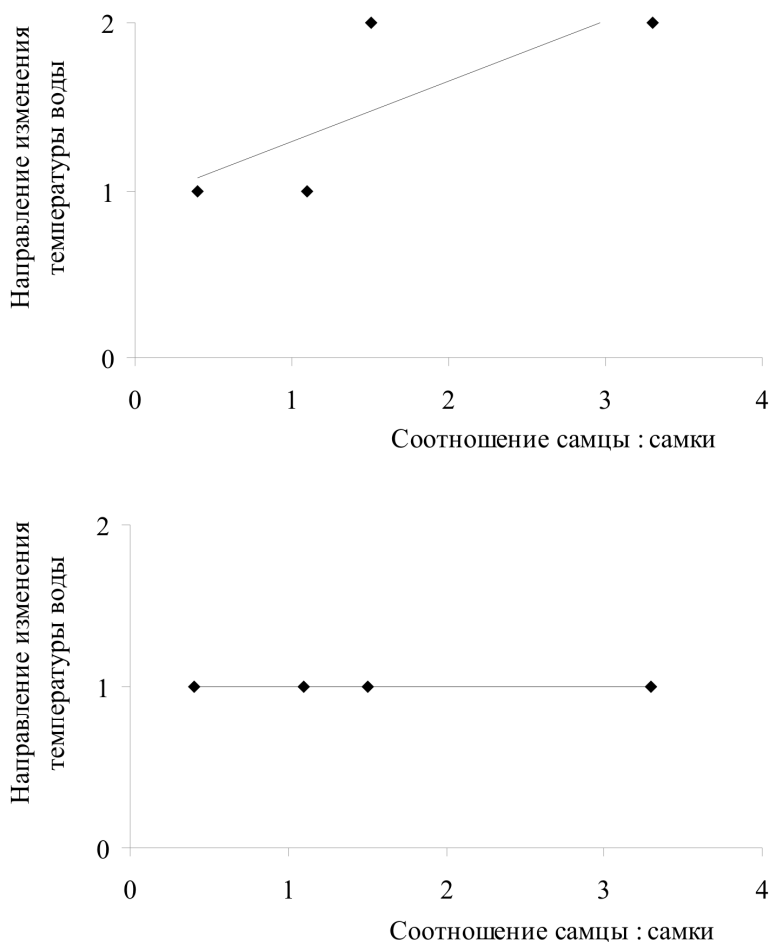 Направление изменения
температуры воды
2
1
0
0 1 2 3 4
Соотношение самцы : самки
Направление изменения
температуры воды
2
1
0
0 1 2 3 4
Соотношение самцы : самки